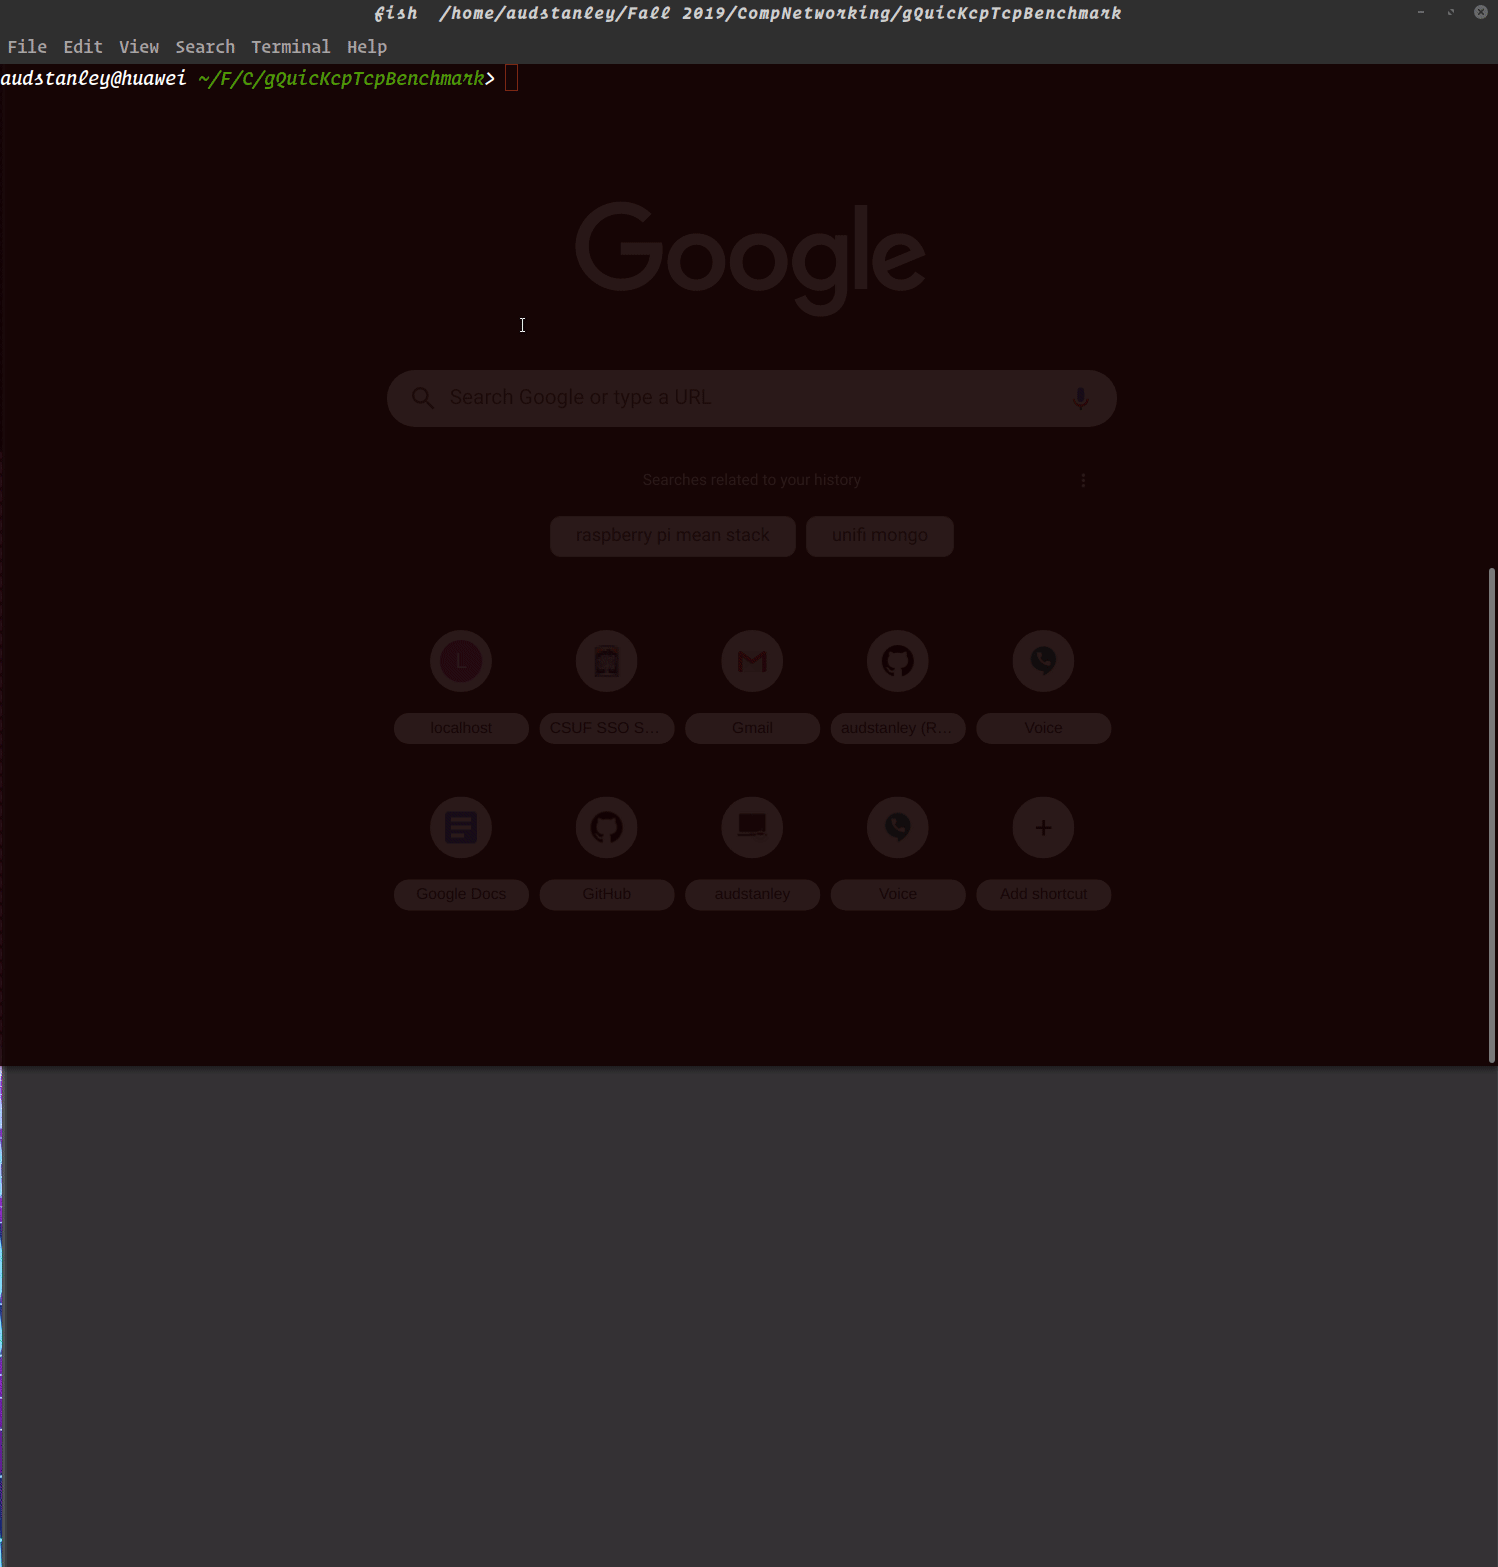 fish /home/audstanley/Fall 2019/CompNetworking/gQuicKcpTcpBenchmark
File Edit View Search Terminal Help
audstanley@huawei ~/F/C/gQuicKcpTcpBenchmark>
Google
Search Google or type a URL
Searches related to your history
raspberry pi mean stack unifi mongo
L
localhost CSUF SSO S... Gmail audstanley (R... Voice
Google Docs GitHub audstanley Voice Add shortcut